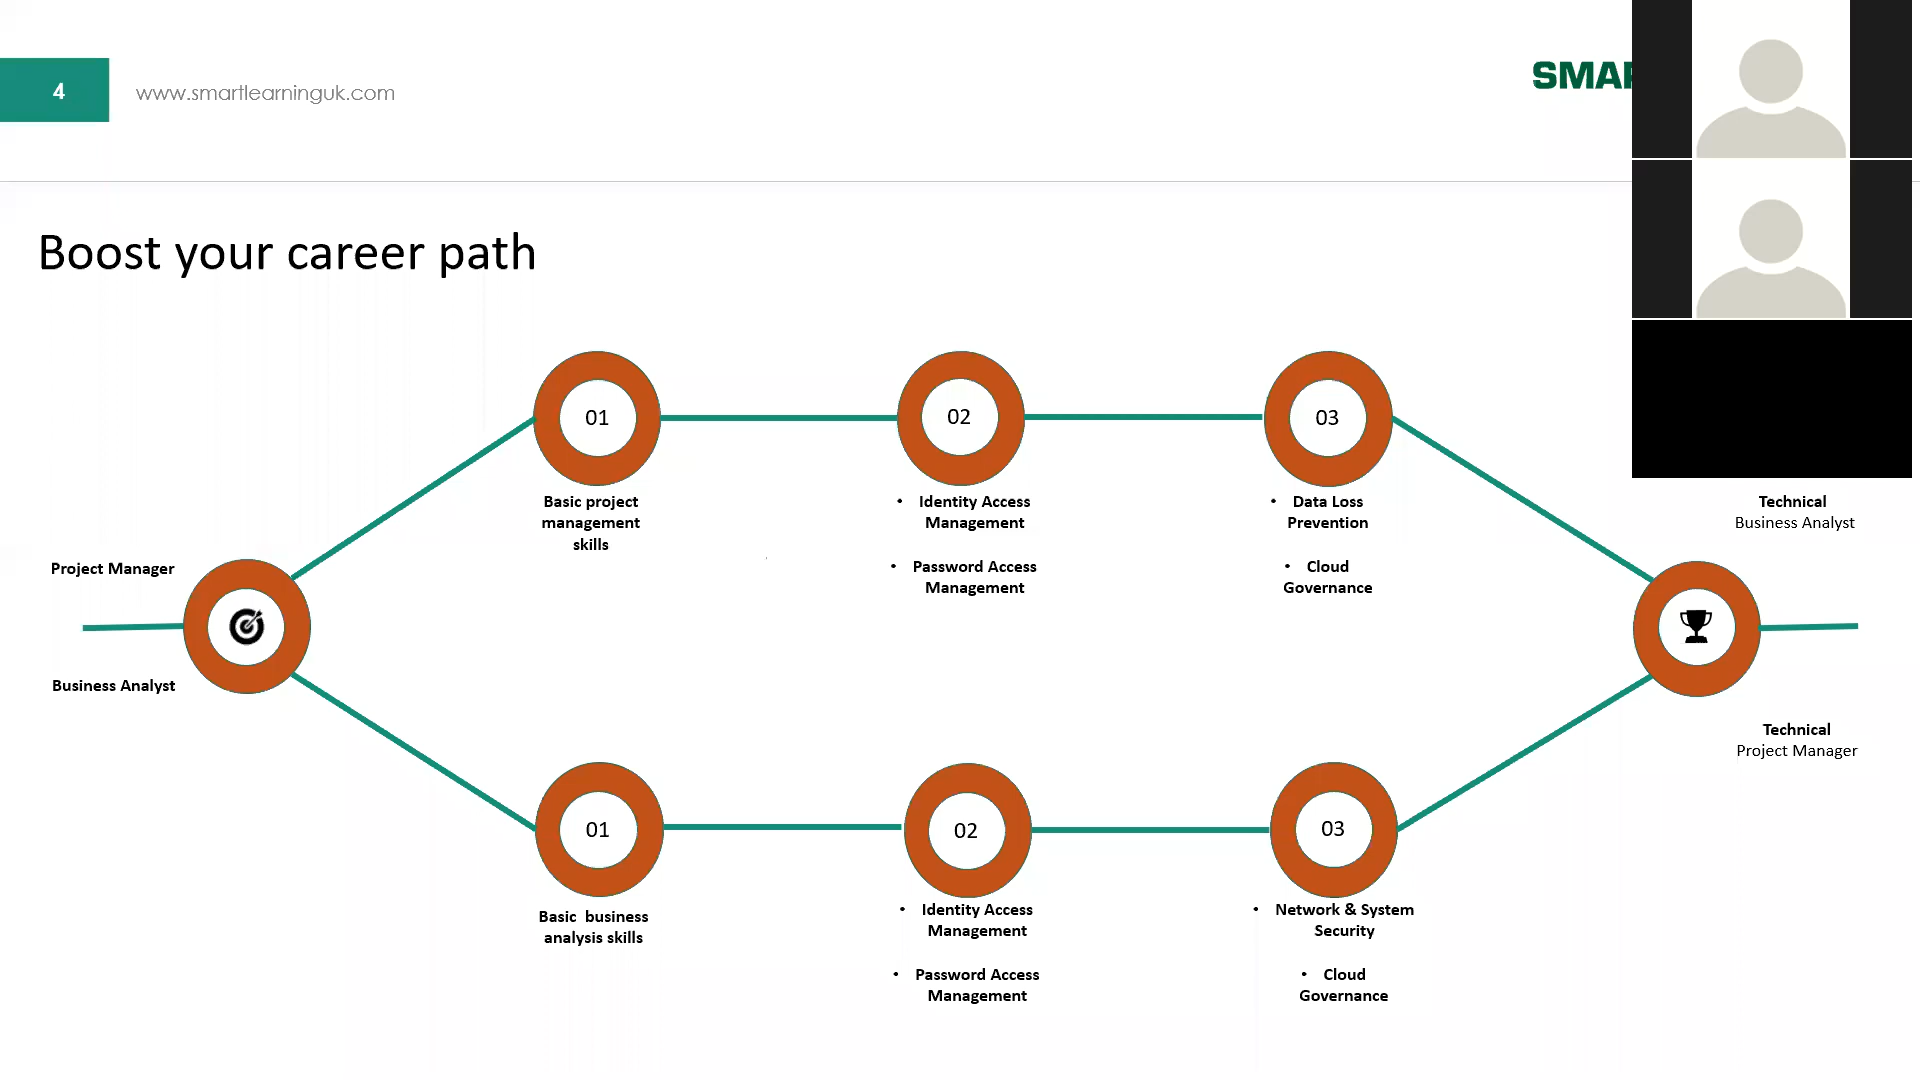 4
www.smartlearninguk.com
Boost your career path
01
02
03
Basic project
management
skills
• Identity Access
Management
• Password Access
Management
• Data Loss
Prevention
• Cloud
Governance
Technical
Business Analyst
Project Manager
Business Analyst
Technical
Project Manager
01
02
03
Basic business
analysis skills
• Identity Access
Management
• Password Access
Management
• Network & System
Security
• Cloud
Governance